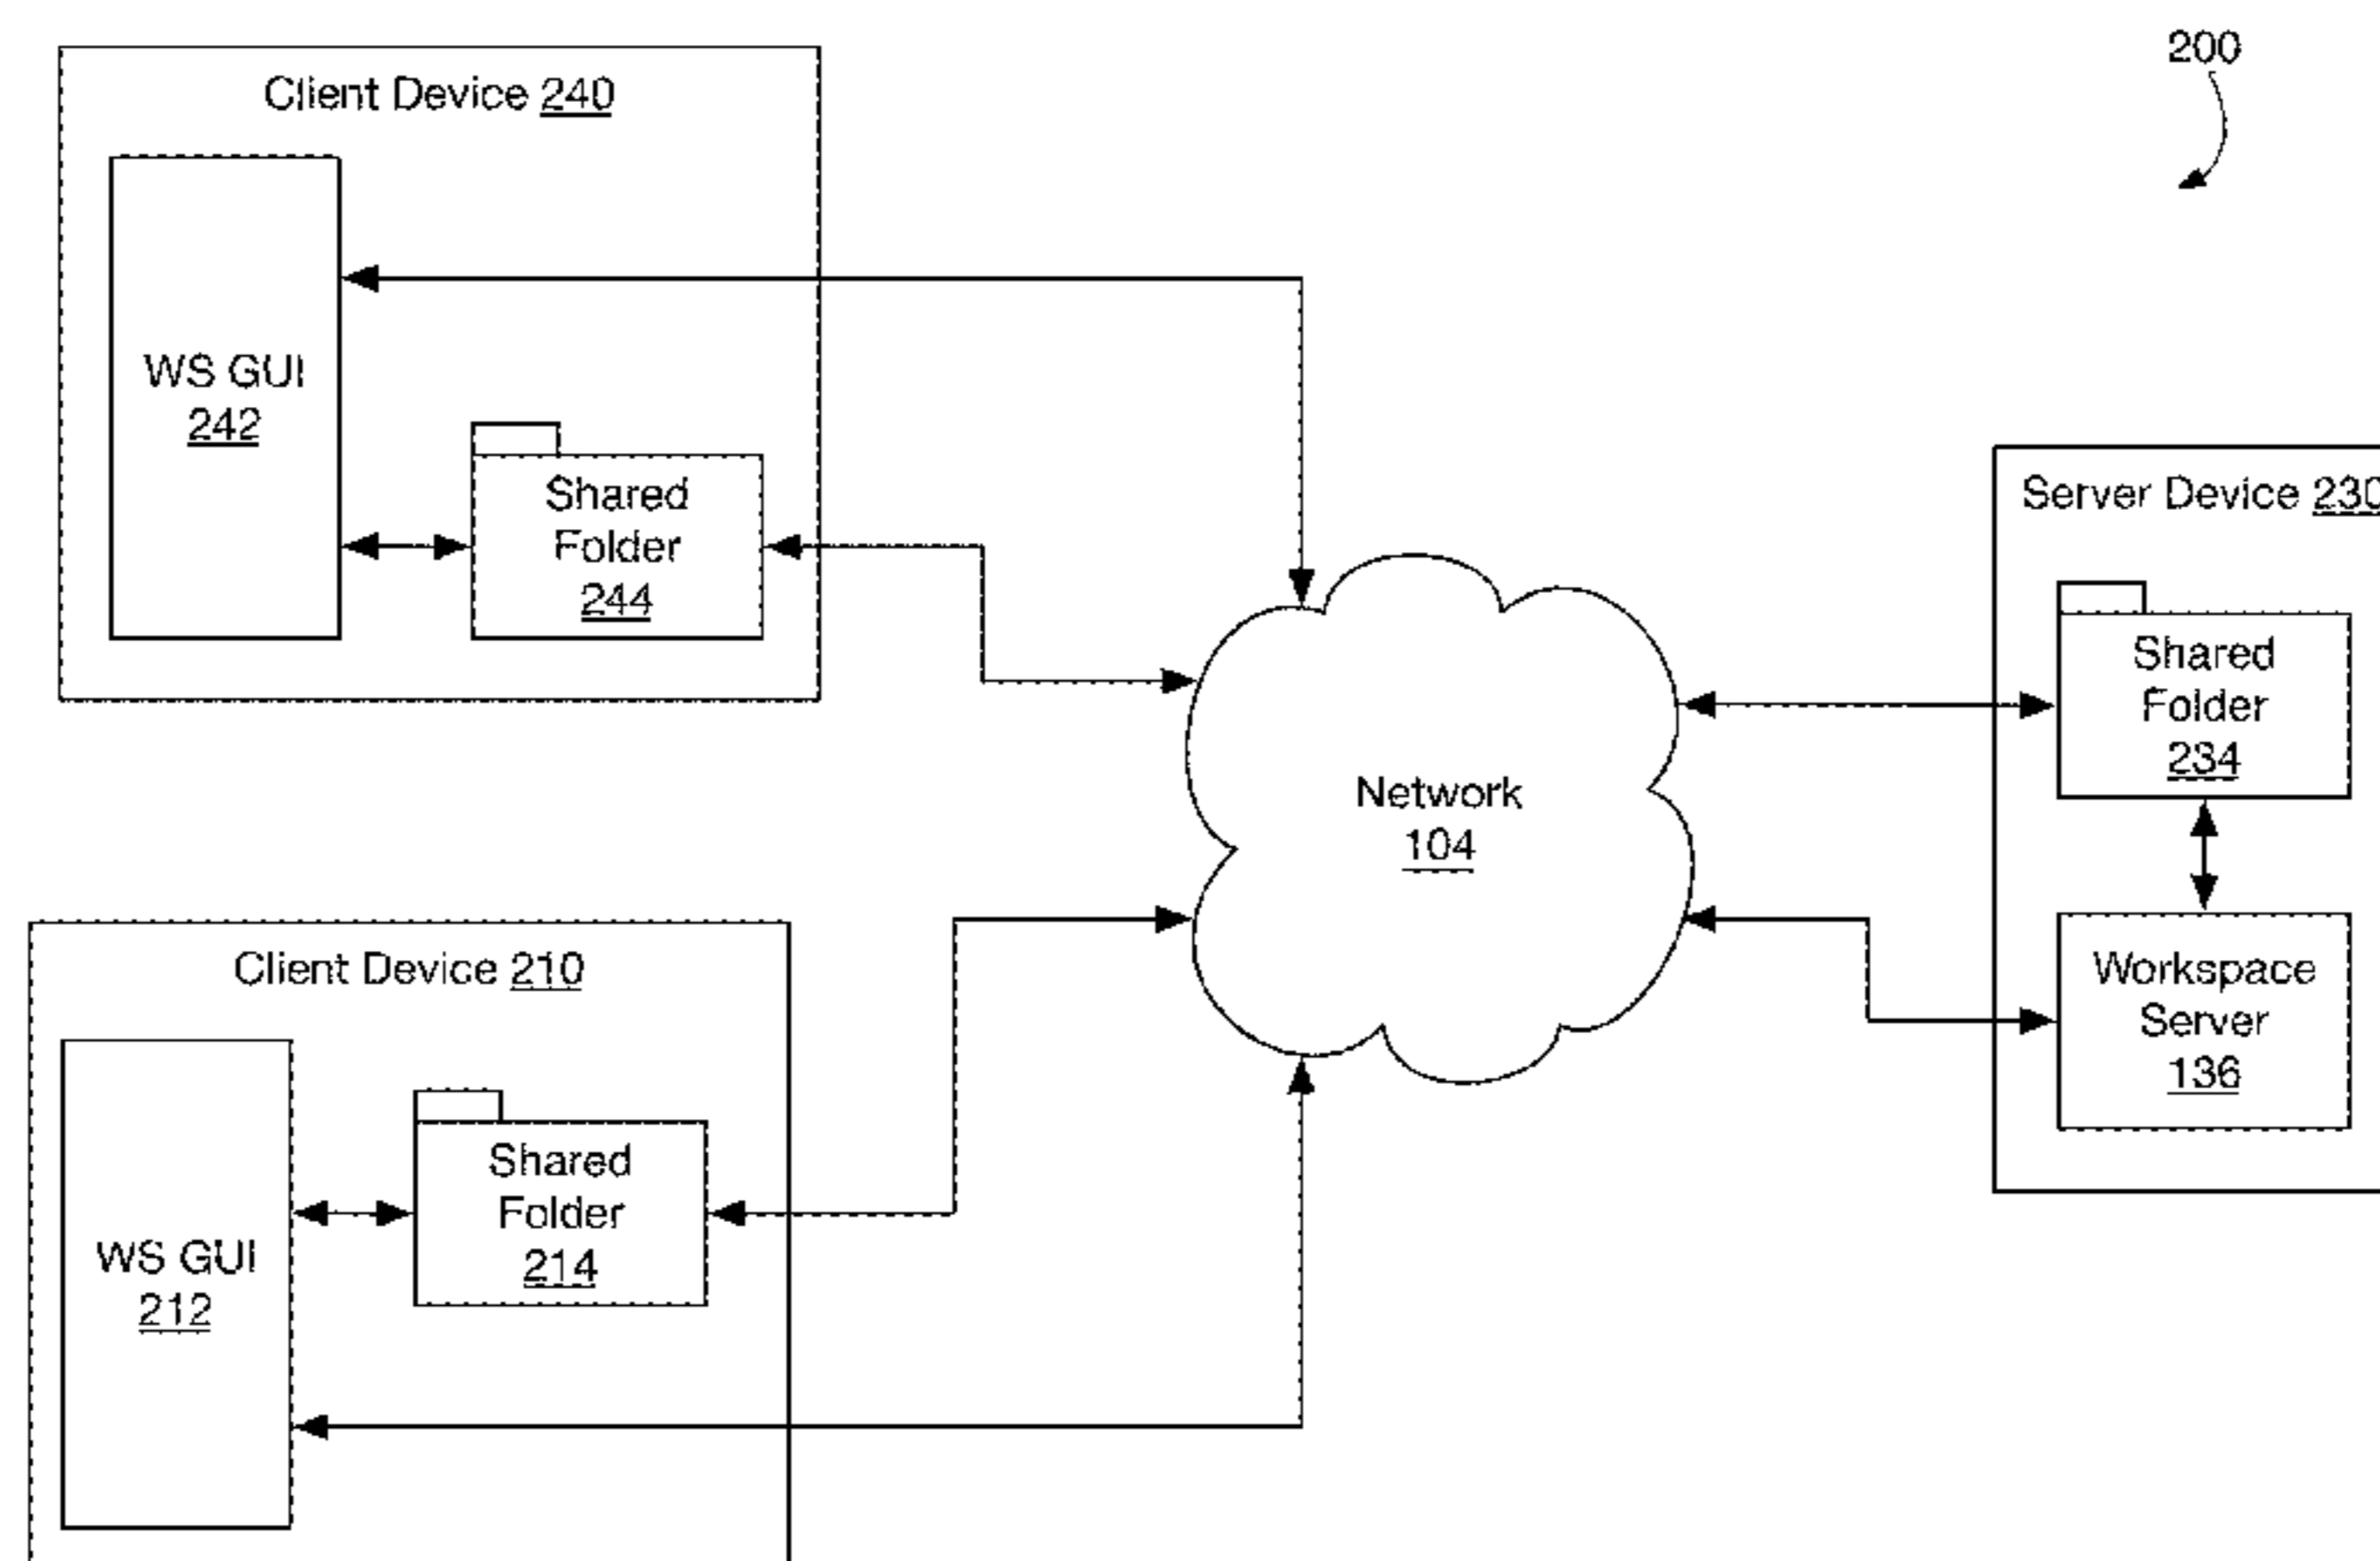 200
Client Device 240
WS GUI
242
Shared
Folder
244
Server Device 230
Shared
Folder
234
Network
104
Workspace
Server
136
Client Device 210
WS GUI
212
Shared
Folder
214